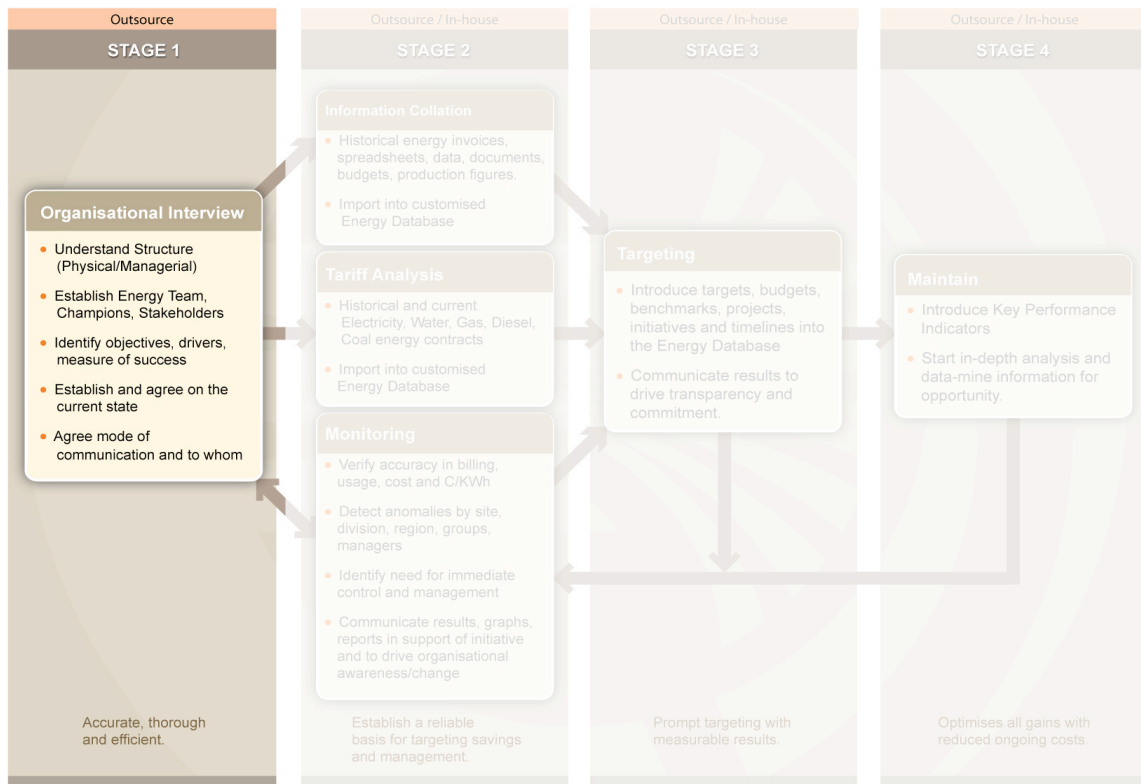 Outsource
STAGE 1
Organisational Interview
Understand Structure
(Physical/Managerial)
Establish Energy Team,
Champions, Stakeholders
Identify objectives, drivers,
measure of success
Establish and agree on the
current state
Agree mode of
communication and to whom
Accurate, thorough
and efficient.
Outsource / In-house
STAGE 2
Information Collation
Historical energy invoices,
spreadsheets, data, documents,
budgets, production figures.
Import into customised
Energy Database
Tariff Analysis
Historical and current
Electricity, Water, Gas, Diesel,
Coal energy contracts
Import into customised
Energy Database
Monitoring
Verify accuracy in billing,
usage, cost and C/KWh
Detect anomalies by site,
division, region, groups,
managers
Identify need for immediate
control and management
Communicate results, graphs,
reports in support of initiative
and to drive organisational
awareness/change
Establish a reliable
basis for targeting savings
and management.
Outsource / In-house
STAGE 3
Targeting
Introduce targets, budgets,
benchmarks, projects,
initiatives and timelines into
the Energy Database
Communicate results to
drive transparency and
commitment.
Prompt targeting with
measurable results.
Outsource / In-house
STAGE 4
Maintain
Introduce Key Performance
Indicators
Start in-depth analysis and
data-mine information for
opportunity.
Optimises all gains with
reduced ongoing costs.